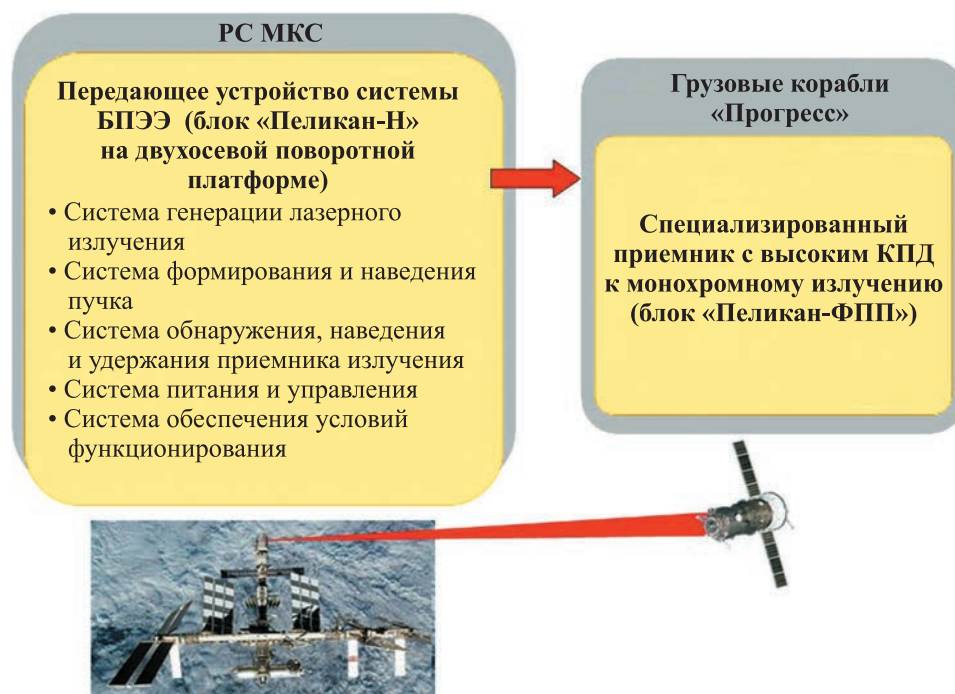 РС МКС
Передающее устройство системы
БПЭЭ (блок «Пеликан-Н»
на двухосевой поворотной
платформе)
• Система генерации лазерного
излучения
• Система формирования и наведения
пучка
• Система обнаружения, наведения
и удержания приемника излучения
• Система питания и управления
• Система обеспечения условий
функционирования
Грузовые корабли
«Прогресс»
Специализированный
приемник с высоким КПД
к монохромному излучению
(блок «Пеликан-ФПП»)